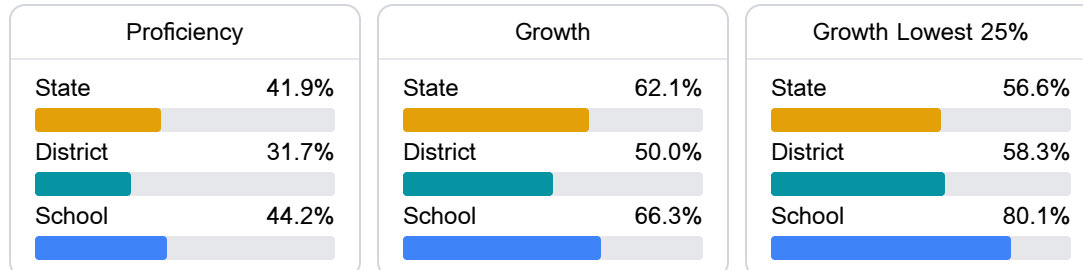 Proficiency
State 41.9%
District 31.7%
School 44.2%
Growth
State 62.1%
District 50.0%
School 66.3%
Growth Lowest 25%
State 56.6%
District 58.3%
School 80.1%